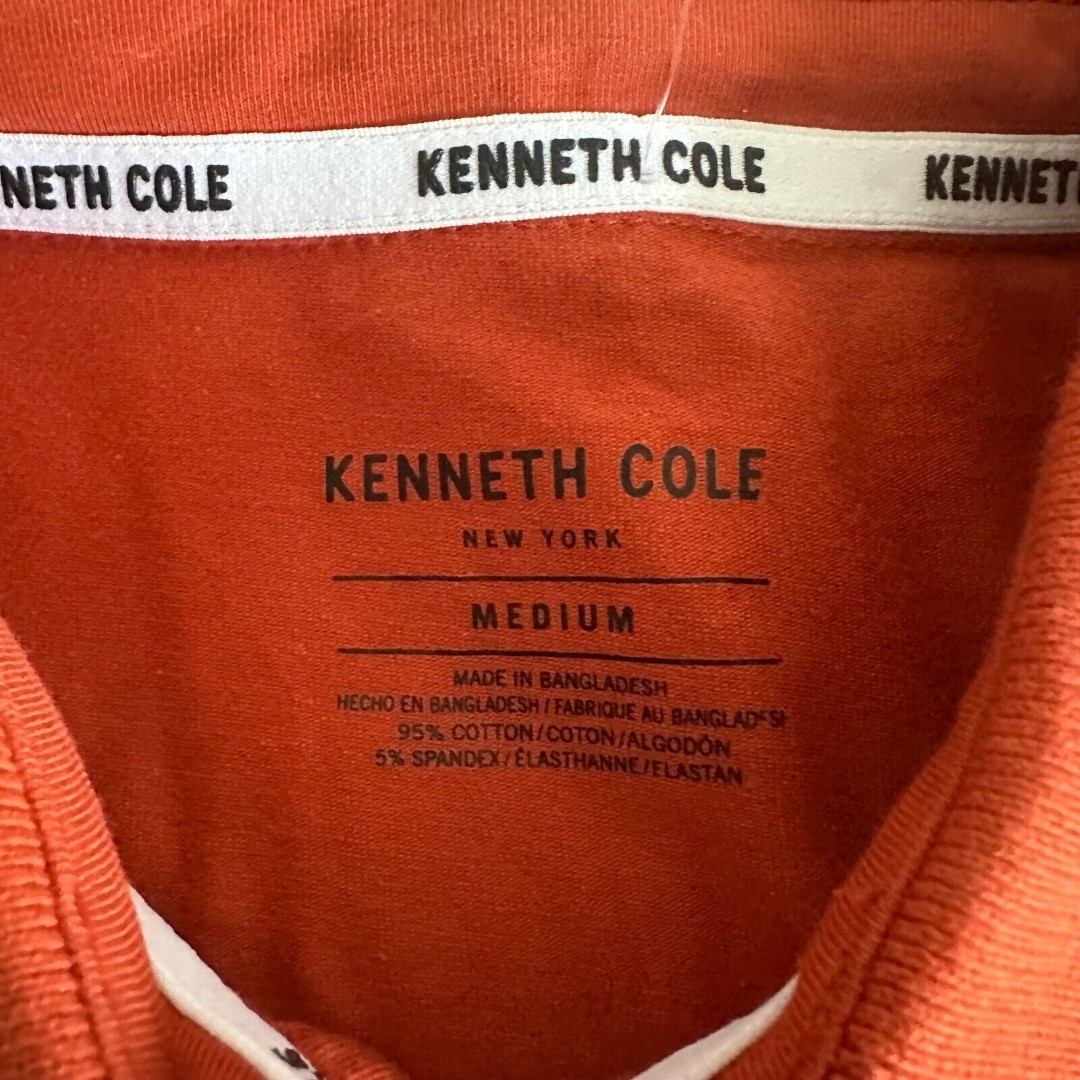 NETH COLE KENNETH COLE KENNET
KENNETH COLE
NEW YORK
MEDIUM
MADE IN BANGLADESH
HECHO EN BANGLADESH / FABRIQUE AU BANGLADESH
95% COTTON/COTON/ALGODÓN
5% SPANDEX/ÉLASTHANNE/ELASTAN